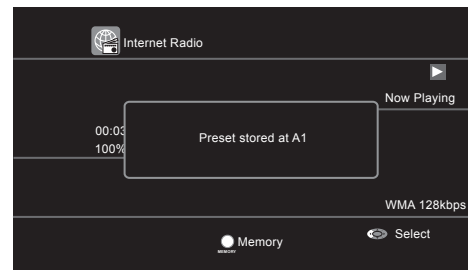 Internet Radio
Now Playing
00:03
100%
Preset stored at A1
WMA 128kbps
Memory
MEMORY
Select